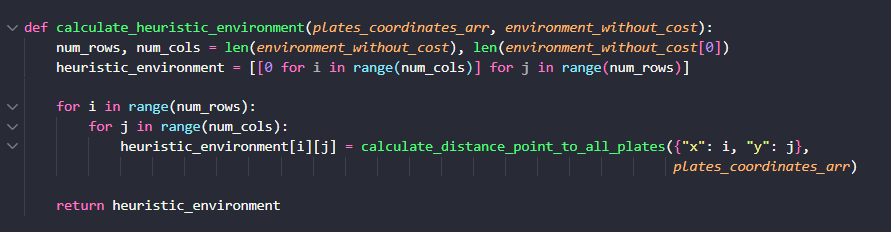 def calculate_heuristic_environment(plates_coordinates_arr, environment_without_cost):
    num_rows, num_cols = len(environment_without_cost), len(environment_without_cost[0])
    heuristic_environment = [[0 for i in range(num_cols)] for j in range(num_rows)]

    for i in range(num_rows):
        for j in range(num_cols):
            heuristic_environment[i][j] = calculate_distance_point_to_all_plates({"x": i, "y": j},
                                                                                 plates_coordinates_arr)

    return heuristic_environment